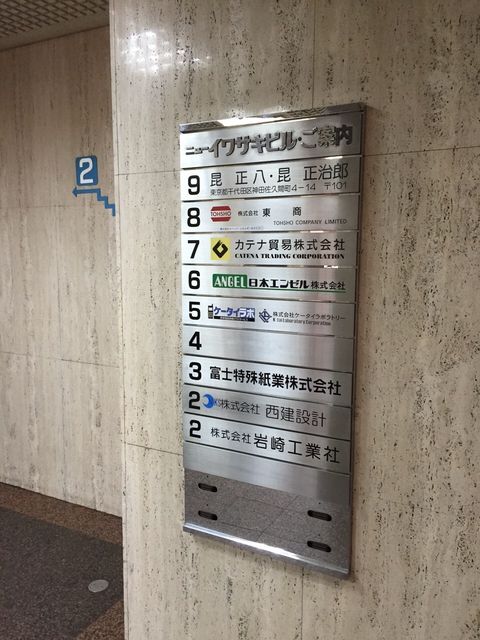 ニューイワサキビル・ご案内
9 昆 正八・昆 正治郎
東京都千代田区神田佐久間町4-14 〒101
8 TOHSHO 株式会社 東商
TOHSHO COMPANY LIMITED
7 カテナ貿易株式会社
CATENA TRADING CORPORATION
6 ANGEL 日本エンゼル株式会社
5 ケータイラボ 株式会社ケータイラボラトリー
K-tai Laboratory Corporation
4
3 富士特殊紙業株式会社
2 株式会社 西建設計
2 株式会社 岩崎工業社
2